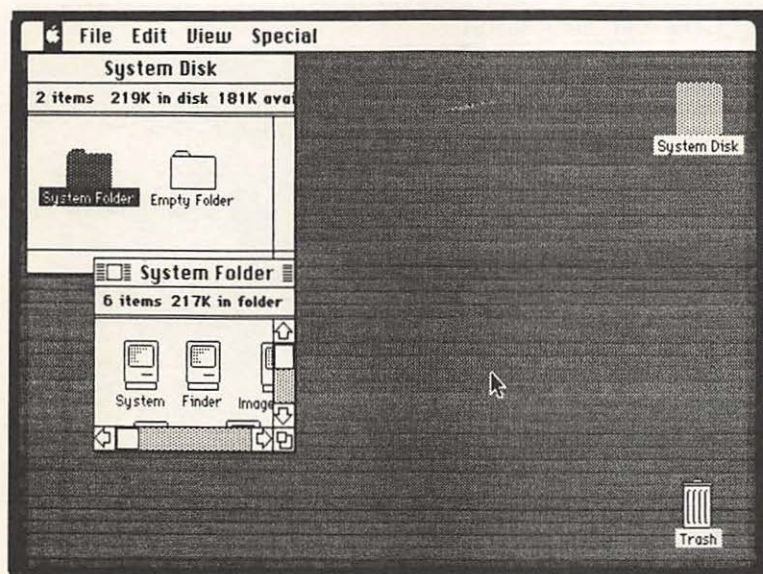 File Edit View Special
System Disk
2 items 219K in disk 181K avai
System Folder
Empty Folder
System Folder
6 items 217K in folder
System
Finder
Image
System Disk
Trash